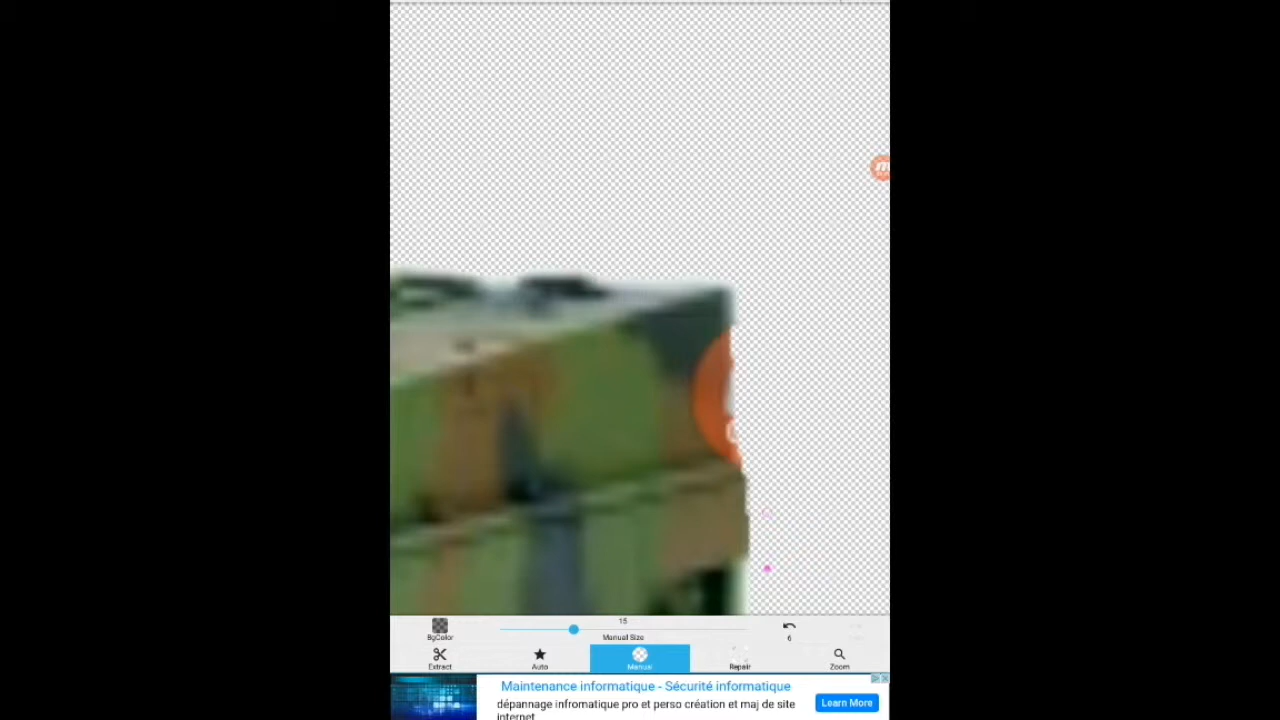 15
BgColor
Manual Size
6
Extract
Auto
Manual
Repair
Zoom
Maintenance informatique - Sécurité informatique
dépannage infromatique pro et perso création et maj de site
internet
Learn More